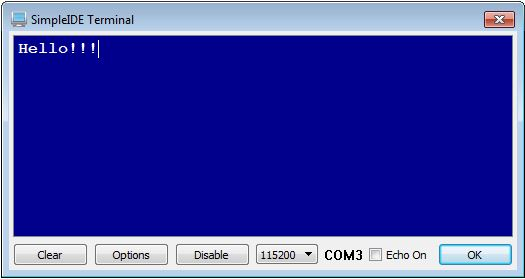 SimpleIDE Terminal
Hello!!!
Clear Options Disable 115200 COM3 Echo On OK